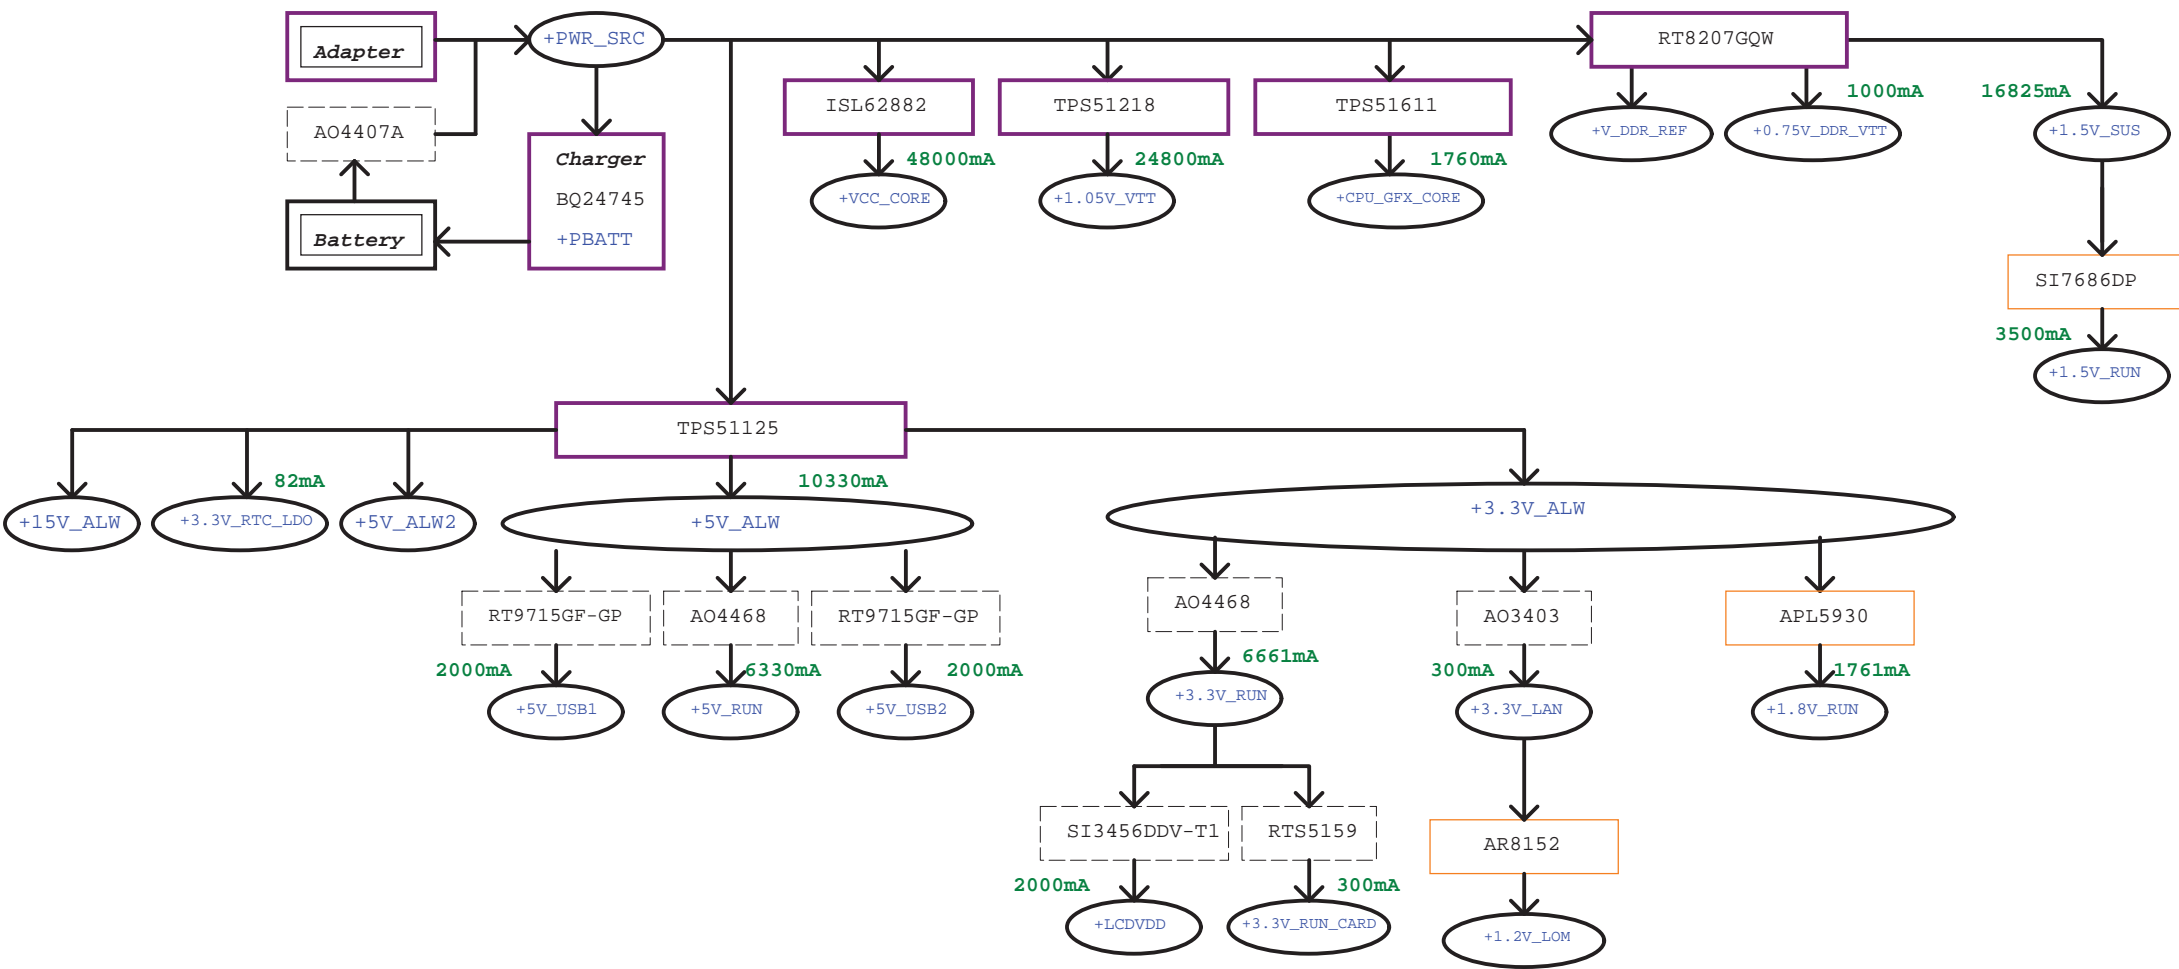 Adapter
+PWR_SRC
RT8207GQW
AO4407A
ISL62882
TPS51218
TPS51611
1000mA
16825mA
+V_DDR_REF
+0.75V_DDR_VTT
+1.5V_SUS
Charger
BQ24745
+PBATT
48000mA
24800mA
1760mA
+VCC_CORE
+1.05V_VTT
+CPU_GFX_CORE
Battery
SI7686DP
3500mA
+1.5V_RUN
TPS51125
82mA
10330mA
+15V_ALW
+3.3V_RTC_LDO
+5V_ALW2
+5V_ALW
+3.3V_ALW
RT9715GF-GP
AO4468
RT9715GF-GP
AO4468
AO3403
APL5930
2000mA
6330mA
2000mA
6661mA
300mA
1761mA
+5V_USB1
+5V_RUN
+5V_USB2
+3.3V_RUN
+3.3V_LAN
+1.8V_RUN
SI3456DDV-T1
RTS5159
AR8152
2000mA
300mA
+LCDVDD
+3.3V_RUN_CARD
+1.2V_LOM